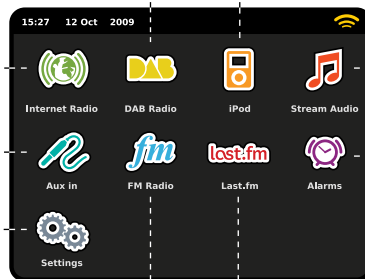 15:27 12 Oct 2009
DAB
Internet Radio DAB Radio iPod Stream Audio
fm last.fm
Aux in FM Radio Last.fm Alarms
Settings